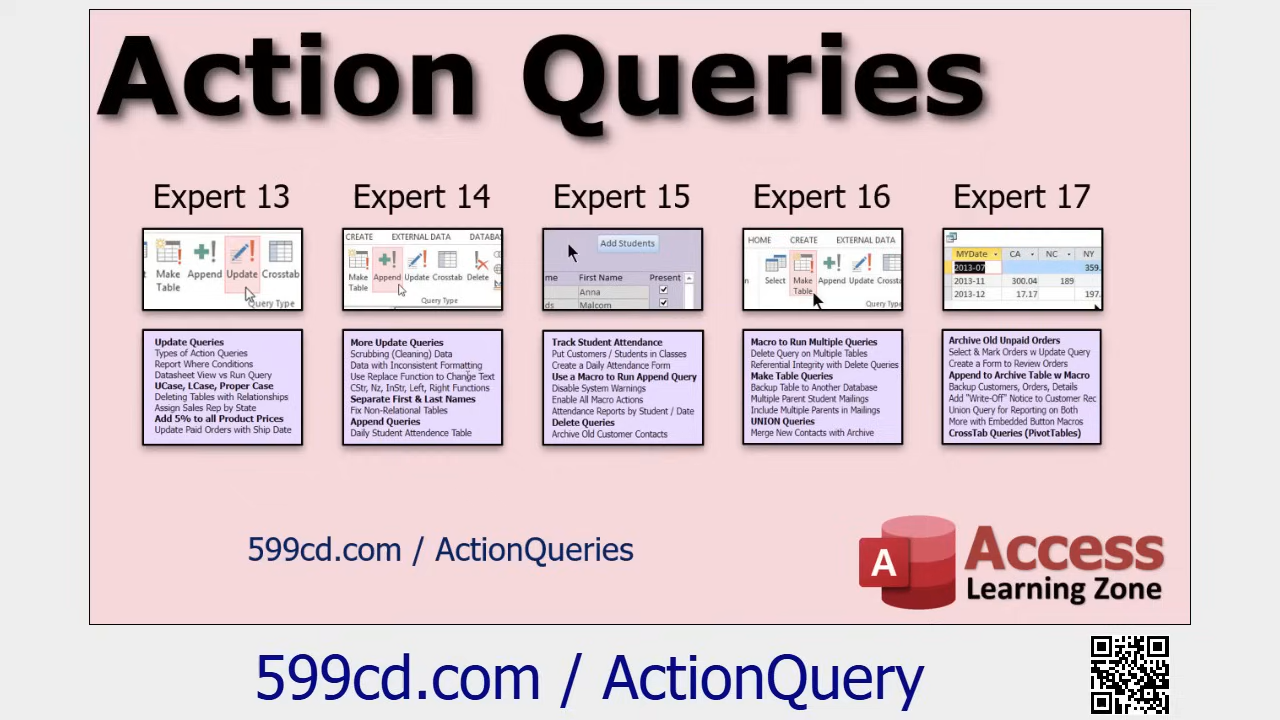 Action Queries
Expert 13
Expert 14
Expert 15
Expert 16
Expert 17
Make Table
Append
Update
Crosstab
Query Type
CREATE
EXTERNAL DATA
DATABAS
Make Table
Append
Update
Crosstab
Delete
Query Type
Add Students
me
First Name
Present
Anna
Malcom
HOME
CREATE
EXTERNAL DATA
Select
Make Table
Append
Update
Crosstab
Query Type
MYDate
CA
NC
NY
2013-07
359.
2013-11
300.04
189
2013-12
17.17
197.
Update Queries
Types of Action Queries
Report Where Conditions
Datasheet View vs Run Query
UCase, LCase, Proper Case
Deleting Tables with Relationships
Assign Sales Rep by State
Add 5% to all Product Prices
Update Paid Orders with Ship Date
More Update Queries
Scrubbing (Cleaning) Data
Data with Inconsistent Formatting
Use Replace Function to Change Text
CStr, Nz, InStr, Left, Right Functions
Separate First & Last Names
Fix Non-Relational Tables
Append Queries
Daily Student Attendence Table
Track Student Attendance
Put Customers / Students in Classes
Create a Daily Attendance Form
Use a Macro to Run Append Query
Disable System Warnings
Enable All Macro Actions
Attendance Reports by Student / Date
Delete Queries
Archive Old Customer Contacts
Macro to Run Multiple Queries
Delete Query on Multiple Tables
Referential Integrity with Delete Queries
Make Table Queries
Backup Table to Another Database
Multiple Parent Student Mailings
Include Multiple Parents in Mailings
UNION Queries
Merge New Contacts with Archive
Archive Old Unpaid Orders
Select & Mark Orders w Update Query
Create a Form to Review Orders
Append to Archive Table w Macro
Backup Customers, Orders, Details
Add "Write-Off" Notice to Customer Rec
Union Query for Reporting on Both
More with Embedded Button Macros
CrossTab Queries (PivotTables)
599cd.com / ActionQueries
A
Access
Learning Zone
599cd.com / ActionQuery